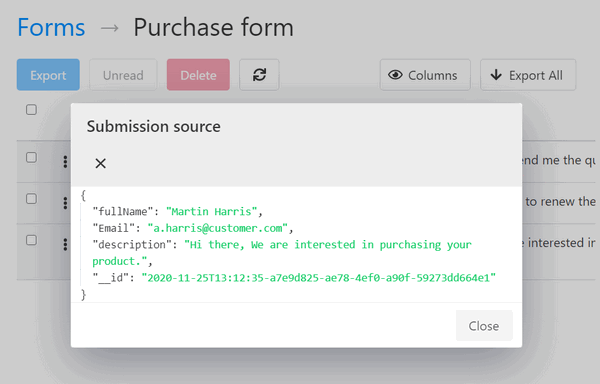 Forms → Purchase form
Export Unread Delete Columns Export All
Submission source
end me the qu
{
"fullName": "Martin Harris",
"Email": "a.harris@customer.com",
to renew the
"description": "Hi there, We are interested in purchasing your
e interested in
product.",
"__id": "2020-11-25T13:12:35-a7e9d825-ae78-4ef0-a90f-59273dd664e1"
}
Close